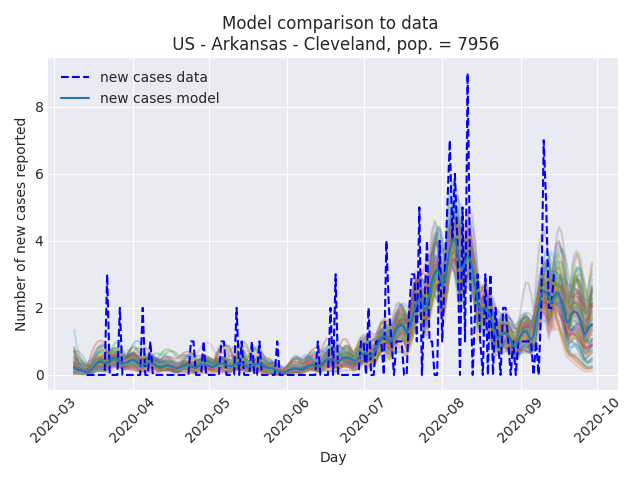 Model comparison to data
US - Arkansas - Cleveland, pop. = 7956
new cases data
new cases model
Number of new cases reported
8
6
4
2
0
2020-03
2020-04
2020-05
2020-06
2020-07
2020-08
2020-09
2020-10
Day